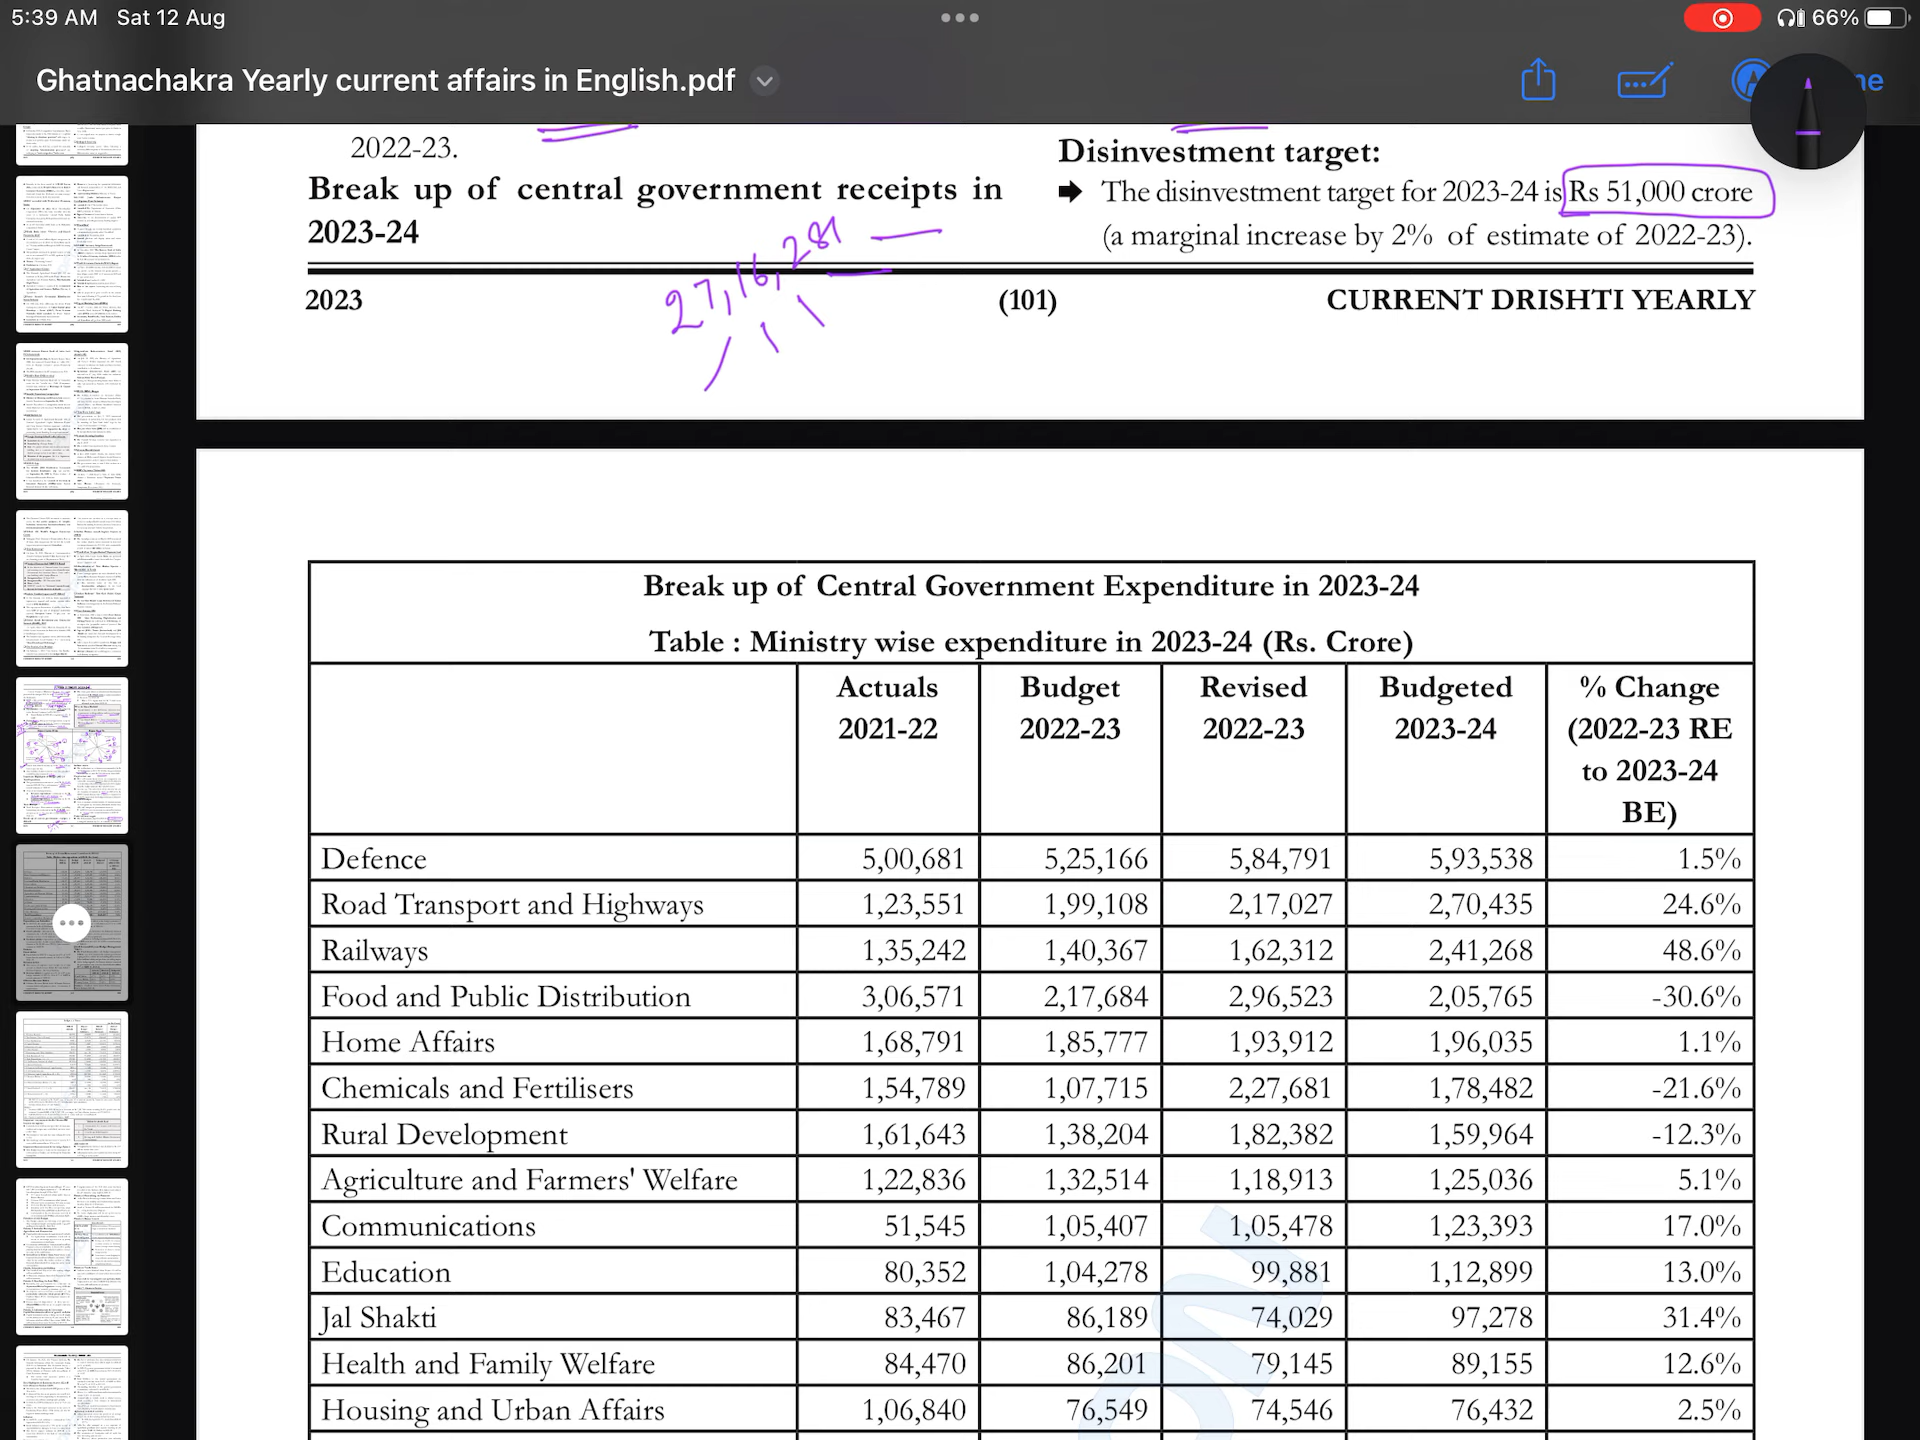 5:39 AM Sat 12 Aug
66%
Ghatnachakra Yearly current affairs in English.pdf
2022-23.
Break up of central government receipts in
2023-24
Disinvestment target:
The disinvestment target for 2023-24 is Rs 51,000 crore
(a marginal increase by 2% of estimate of 2022-23).
27,16,281
2023 (101) CURRENT DRISHTI YEARLY
Break up of Central Government Expenditure in 2023-24
Table : Ministry wise expenditure in 2023-24 (Rs. Crore)
Actuals 2021-22 Budget 2022-23 Revised 2022-23 Budgeted 2023-24 % Change (2022-23 RE to 2023-24 BE)
Defence 5,00,681 5,25,166 5,84,791 5,93,538 1.5%
Road Transport and Highways 1,23,551 1,99,108 2,17,027 2,70,435 24.6%
Railways 1,35,242 1,40,367 1,62,312 2,41,268 48.6%
Food and Public Distribution 3,06,571 2,17,684 2,96,523 2,05,765 -30.6%
Home Affairs 1,68,791 1,85,777 1,93,912 1,96,035 1.1%
Chemicals and Fertilisers 1,54,789 1,07,715 2,27,681 1,78,482 -21.6%
Rural Development 1,61,643 1,38,204 1,82,382 1,59,964 -12.3%
Agriculture and Farmers' Welfare 1,22,836 1,32,514 1,18,913 1,25,036 5.1%
Communications 51,545 1,05,407 1,05,478 1,23,393 17.0%
Education 80,352 1,04,278 99,881 1,12,899 13.0%
Jal Shakti 83,467 86,189 74,029 97,278 31.4%
Health and Family Welfare 84,470 86,201 79,145 89,155 12.6%
Housing and Urban Affairs 1,06,840 76,549 74,546 76,432 2.5%